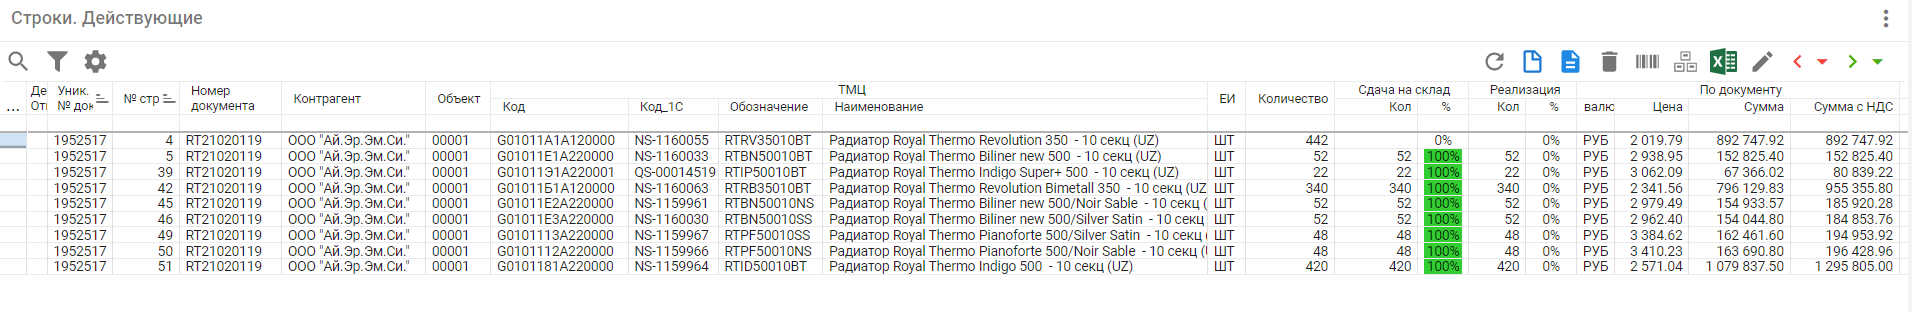 Строки. Действующие
Де Уник. № стр Номер Контрагент Объект ТМЦ ЕИ Количество Сдача на склад Реализация По документу
... От № док документа Код Код_1С Обозначение Наименование Кол % Кол % валю Цена Сумма Сумма с НДС
1952517 4 RT21020119 ООО "Ай.Эр.Эм.Си." 00001 G01011A1A120000 NS-1160055 RTRV35010BT Радиатор Royal Thermo Revolution 350 - 10 секц (UZ) ШТ 442 0% 0% РУБ 2 019.79 892 747.92 892 747.92
1952517 5 RT21020119 ООО "Ай.Эр.Эм.Си." 00001 G01011E1A220000 NS-1160033 RTBN50010BT Радиатор Royal Thermo Biliner new 500 - 10 секц (UZ) ШТ 52 52 100% 52 0% РУБ 2 938.95 152 825.40 152 825.40
1952517 39 RT21020119 ООО "Ай.Эр.Эм.Си." 00001 G01011Э1A220001 QS-00014519 RTIP50010BT Радиатор Royal Thermo Indigo Super+ 500 - 10 секц (UZ) ШТ 22 22 100% 22 0% РУБ 3 062.09 67 366.02 80 839.22
1952517 42 RT21020119 ООО "Ай.Эр.Эм.Си." 00001 G01011Б1A120000 NS-1160063 RTRB35010BT Радиатор Royal Thermo Revolution Bimetall 350 - 10 секц (UZ ШТ 340 340 100% 340 0% РУБ 2 341.56 796 129.83 955 355.80
1952517 45 RT21020119 ООО "Ай.Эр.Эм.Си." 00001 G01011E2A220000 NS-1159961 RTBN50010NS Радиатор Royal Thermo Biliner new 500/Noir Sable - 10 секц ( ШТ 52 52 100% 52 0% РУБ 2 979.49 154 933.57 185 920.28
1952517 46 RT21020119 ООО "Ай.Эр.Эм.Си." 00001 G01011E3A220000 NS-1160030 RTBN50010SS Радиатор Royal Thermo Biliner new 500/Silver Satin - 10 секц ШТ 52 52 100% 52 0% РУБ 2 962.40 154 044.80 184 853.76
1952517 49 RT21020119 ООО "Ай.Эр.Эм.Си." 00001 G0101113A220000 NS-1159967 RTPF50010SS Радиатор Royal Thermo Pianoforte 500/Silver Satin - 10 секц ( ШТ 48 48 100% 48 0% РУБ 3 384.62 162 461.60 194 953.92
1952517 50 RT21020119 ООО "Ай.Эр.Эм.Си." 00001 G0101112A220000 NS-1159966 RTPF50010NS Радиатор Royal Thermo Pianoforte 500/Noir Sable - 10 секц ( ШТ 48 48 100% 48 0% РУБ 3 410.23 163 690.80 196 428.96
1952517 51 RT21020119 ООО "Ай.Эр.Эм.Си." 00001 G0101181A220000 NS-1159964 RTID50010BT Радиатор Royal Thermo Indigo 500 - 10 секц (UZ) ШТ 420 420 100% 420 0% РУБ 2 571.04 1 079 837.50 1 295 805.00